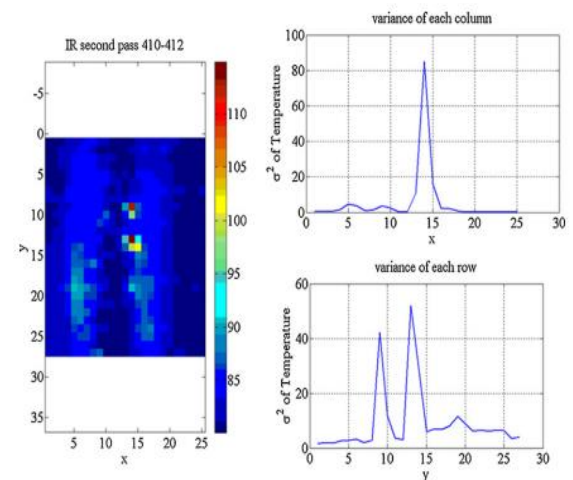 IR second pass 410-412
-5
0
5
10
15
20
25
30
35
y
0 5 10 15 20 25
x
110
105
100
95
90
85
variance of each column
100
80
60
40
20
0
σ² of Temperature
0 5 10 15 20 25 30
x
variance of each row
60
40
20
0
σ² of Temperature
0 5 10 15 20 25 30
y